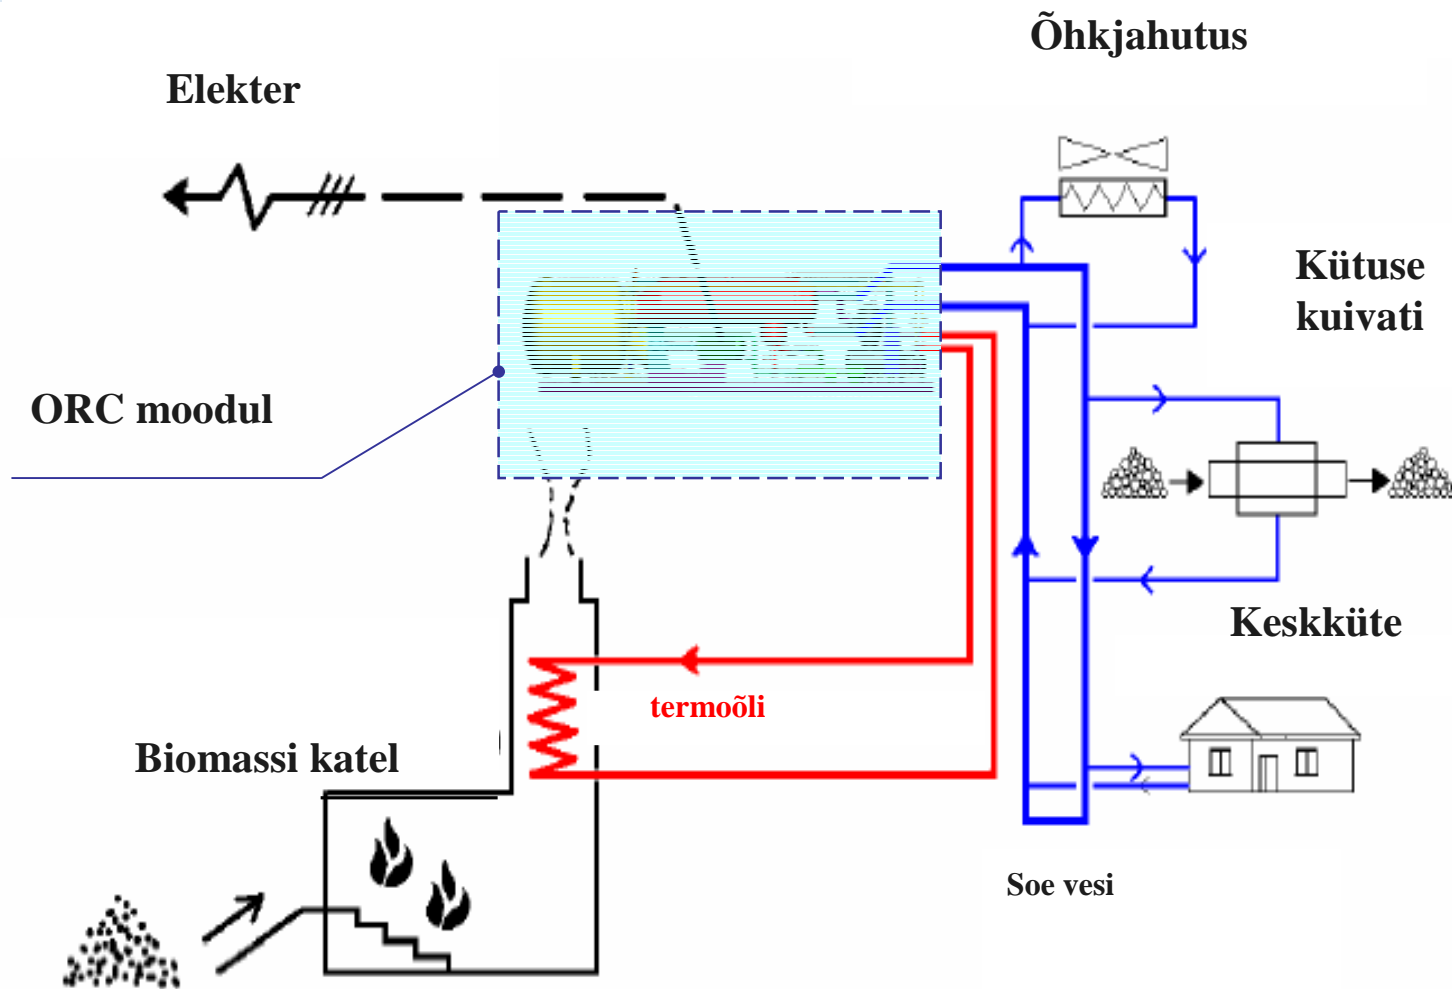 Õhkjahutus
Elekter
Kütuse
kuivati
ORC moodul
Keskküte
termoõli
Biomassi katel
Soe vesi